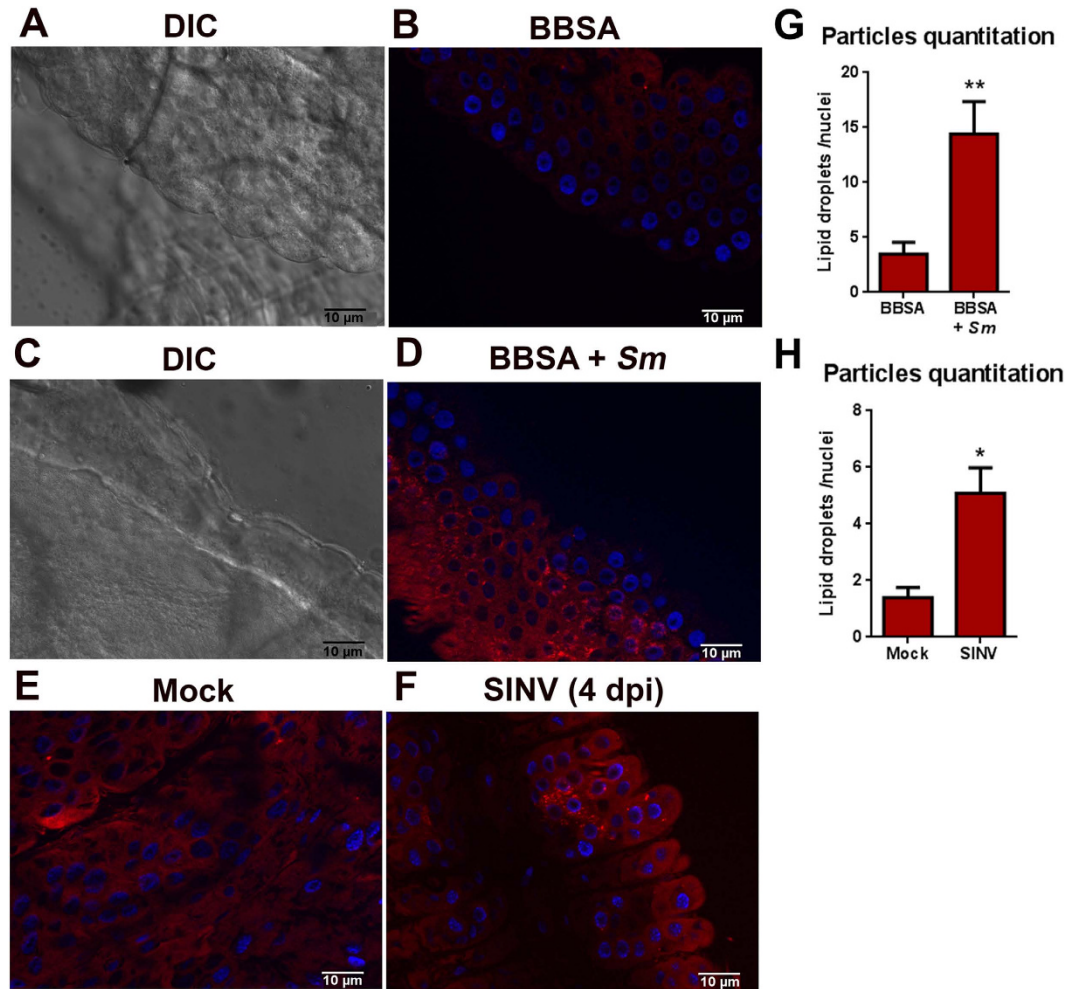 A
DIC
10 µm
B
BBSA
10 µm
C
DIC
10 µm
D
BBSA + Sm
10 µm
E
Mock
10 µm
F
SINV (4 dpi)
10 µm
G
Particles quantitation
Lipid droplets /nuclei
20
15
10
5
0
**
BBSA
BBSA
+ Sm
H
Particles quantitation
Lipid droplets /nuclei
8
6
4
2
0
*
Mock
SINV